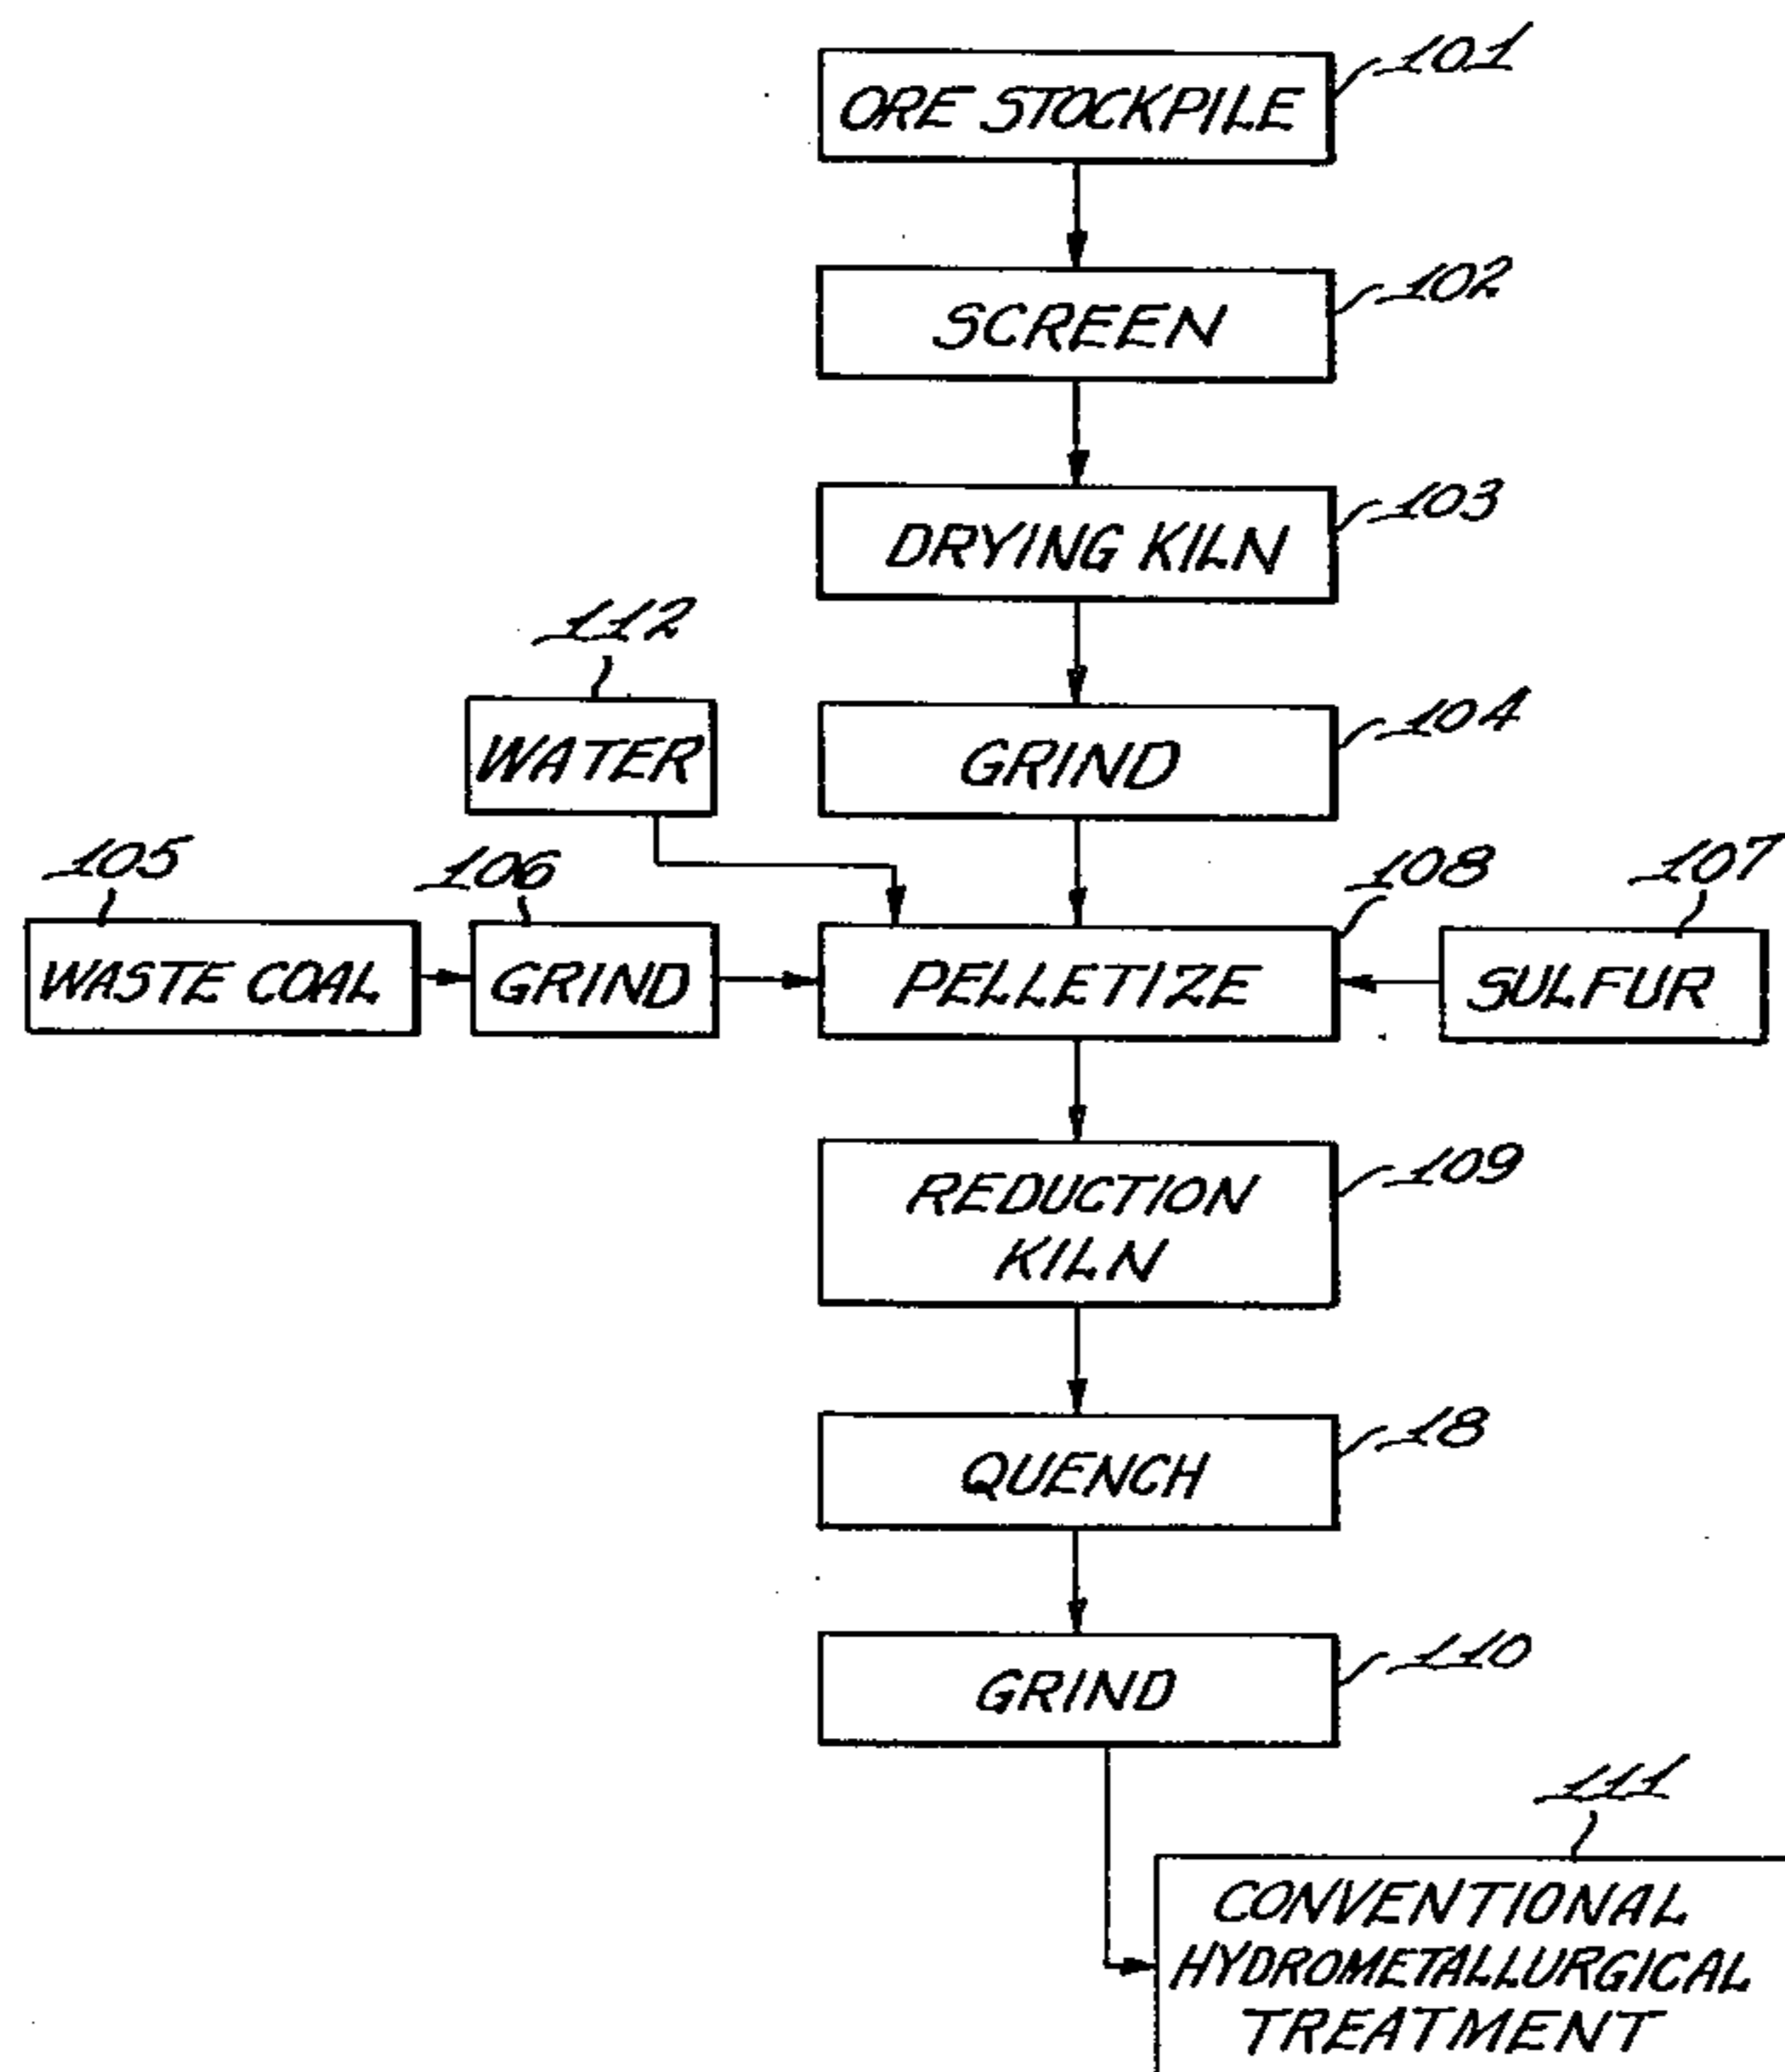 101
ORE STOCKPILE
102
SCREEN
103
DRYING KILN
112
WATER
104
GRIND
105
WASTE COAL
106
GRIND
108
PELLETIZE
107
SULFUR
109
REDUCTION
KILN
18
QUENCH
110
GRIND
111
CONVENTIONAL
HYDROMETALLURGICAL
TREATMENT